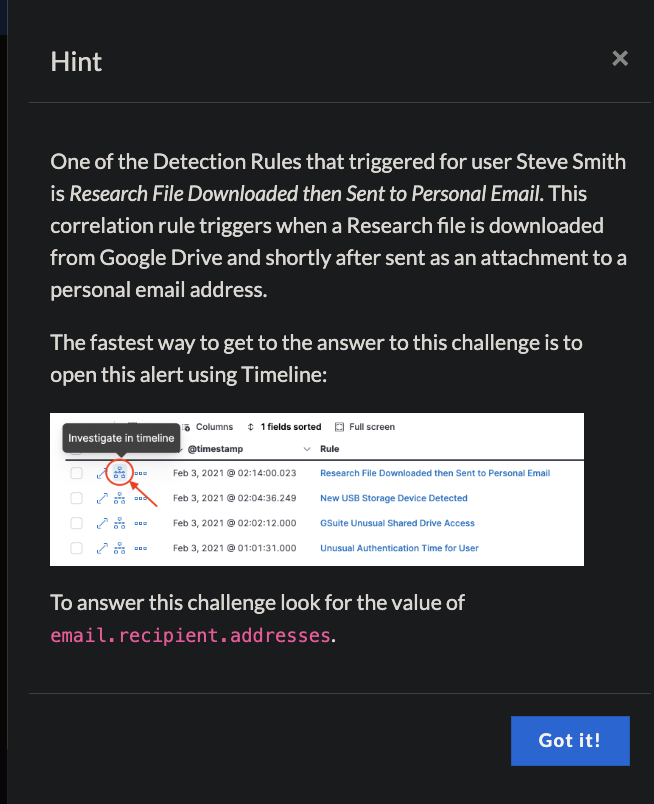 Hint
One of the Detection Rules that triggered for user Steve Smith
is Research File Downloaded then Sent to Personal Email. This
correlation rule triggers when a Research file is downloaded
from Google Drive and shortly after sent as an attachment to a
personal email address.
The fastest way to get to the answer to this challenge is to
open this alert using Timeline:
Investigate in timeline
Columns 1 fields sorted Full screen
@timestamp Rule
Feb 3, 2021 @ 02:14:00.023 Research File Downloaded then Sent to Personal Email
Feb 3, 2021 @ 02:04:36.249 New USB Storage Device Detected
Feb 3, 2021 @ 02:02:12.000 GSuite Unusual Shared Drive Access
Feb 3, 2021 @ 01:01:31.000 Unusual Authentication Time for User
To answer this challenge look for the value of
email.recipient.addresses.
Got it!